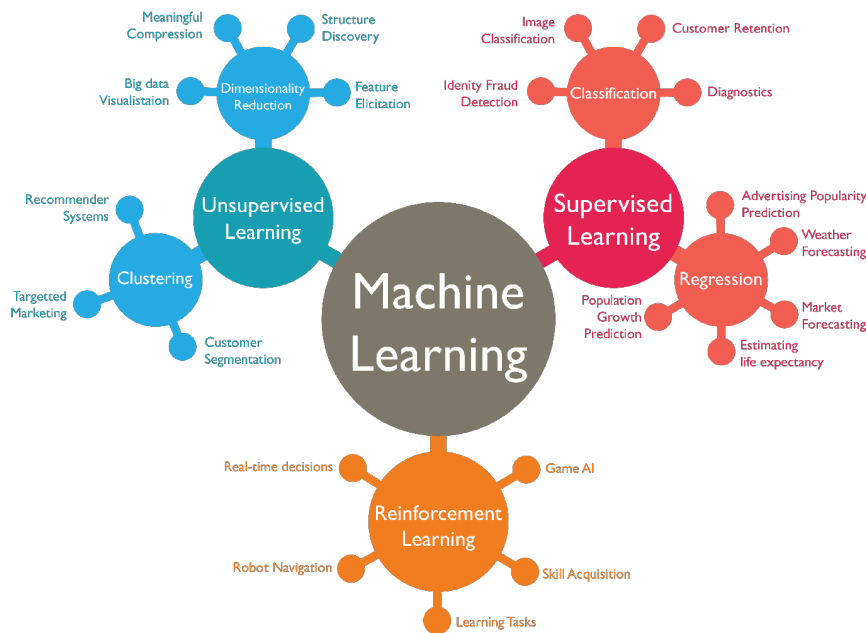 Meaningful
Compression
Structure
Discovery
Big data
Visualistaion
Dimensionality
Reduction
Feature
Elicitation
Image
Classification
Customer Retention
Idenity Fraud
Detection
Classification
Diagnostics
Recommender
Systems
Unsupervised
Learning
Clustering
Targetted
Marketing
Customer
Segmentation
Supervised
Learning
Advertising Popularity
Prediction
Weather
Forecasting
Regression
Population
Growth
Prediction
Market
Forecasting
Estimating
life expectancy
Machine
Learning
Real-time decisions
Game AI
Reinforcement
Learning
Robot Navigation
Skill Acquisition
Learning Tasks